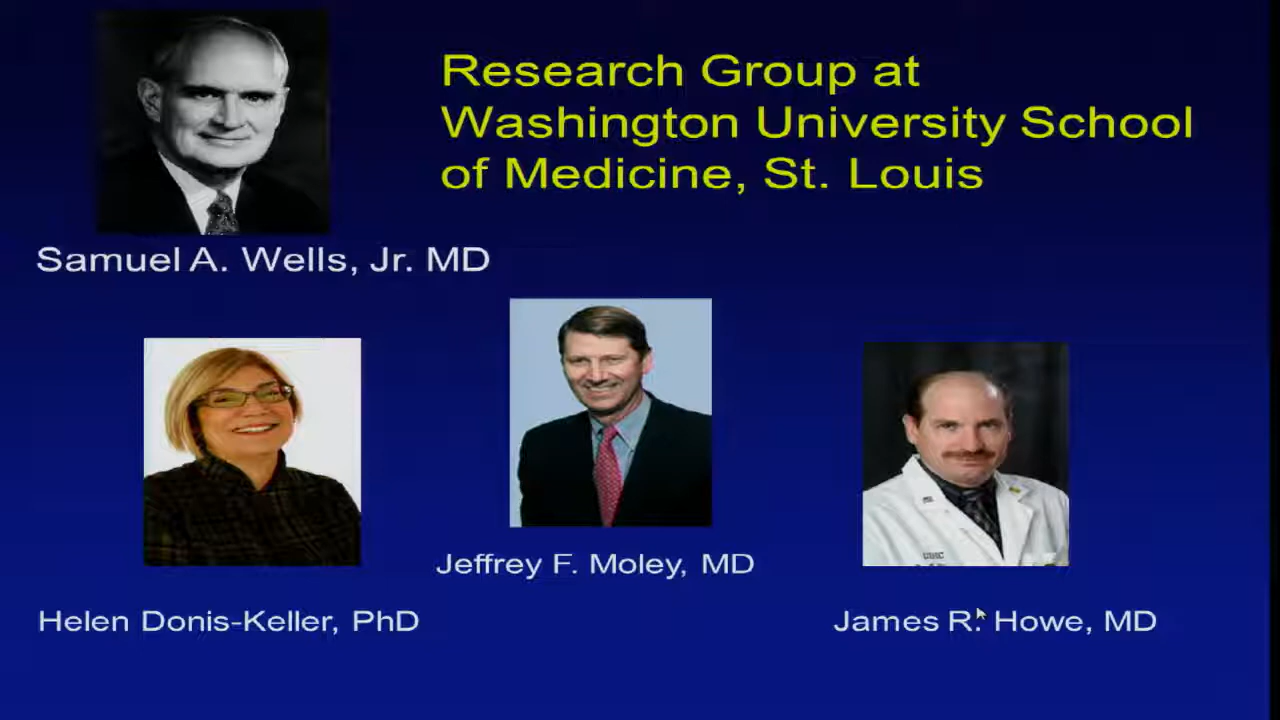 Research Group at
Washington University School
of Medicine, St. Louis
Samuel A. Wells, Jr. MD
Jeffrey F. Moley, MD
Helen Donis-Keller, PhD
James R. Howe, MD